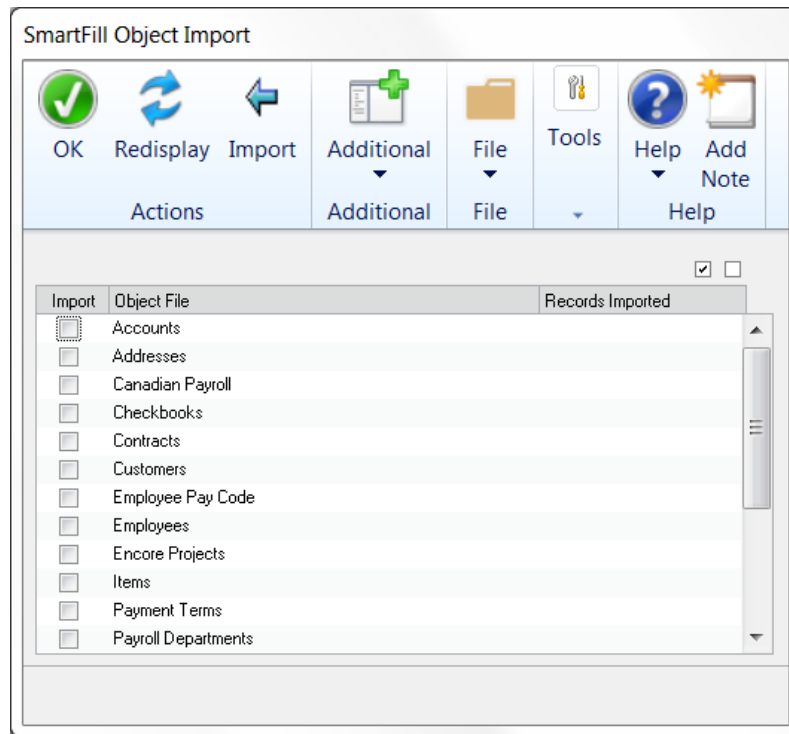 SmartFill Object Import
OK Redisplay Import Additional File Tools Help Add Note
Actions Additional File Help
Import Object File Records Imported
Accounts
Addresses
Canadian Payroll
Checkbooks
Contracts
Customers
Employee Pay Code
Employees
Encore Projects
Items
Payment Terms
Payroll Departments